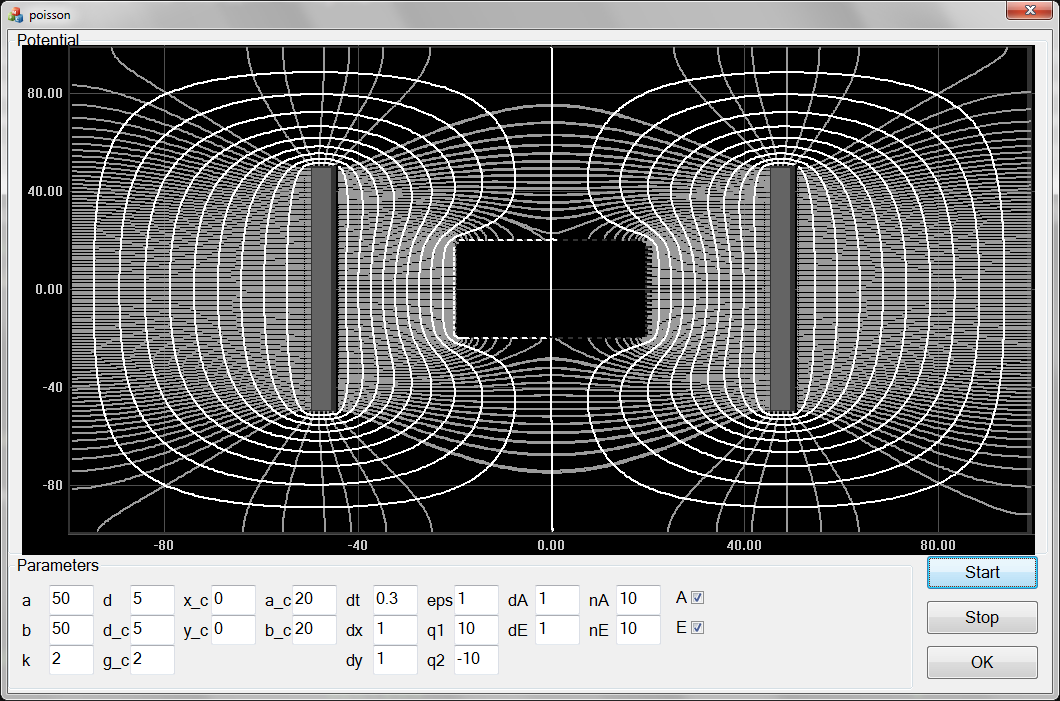 poisson
Potential
80.00
40.00
0.00
-40
-80
-80 -40 0.00 40.00 80.00
Parameters
a 50 d 5 x_c 0 a_c 20 dt 0.3 eps 1 dA 1 nA 10 A
b 50 d_c 5 y_c 0 b_c 20 dx 1 q1 10 dE 1 nE 10 E
k 2 g_c 2 dy 1 q2 -10
Start
Stop
OK